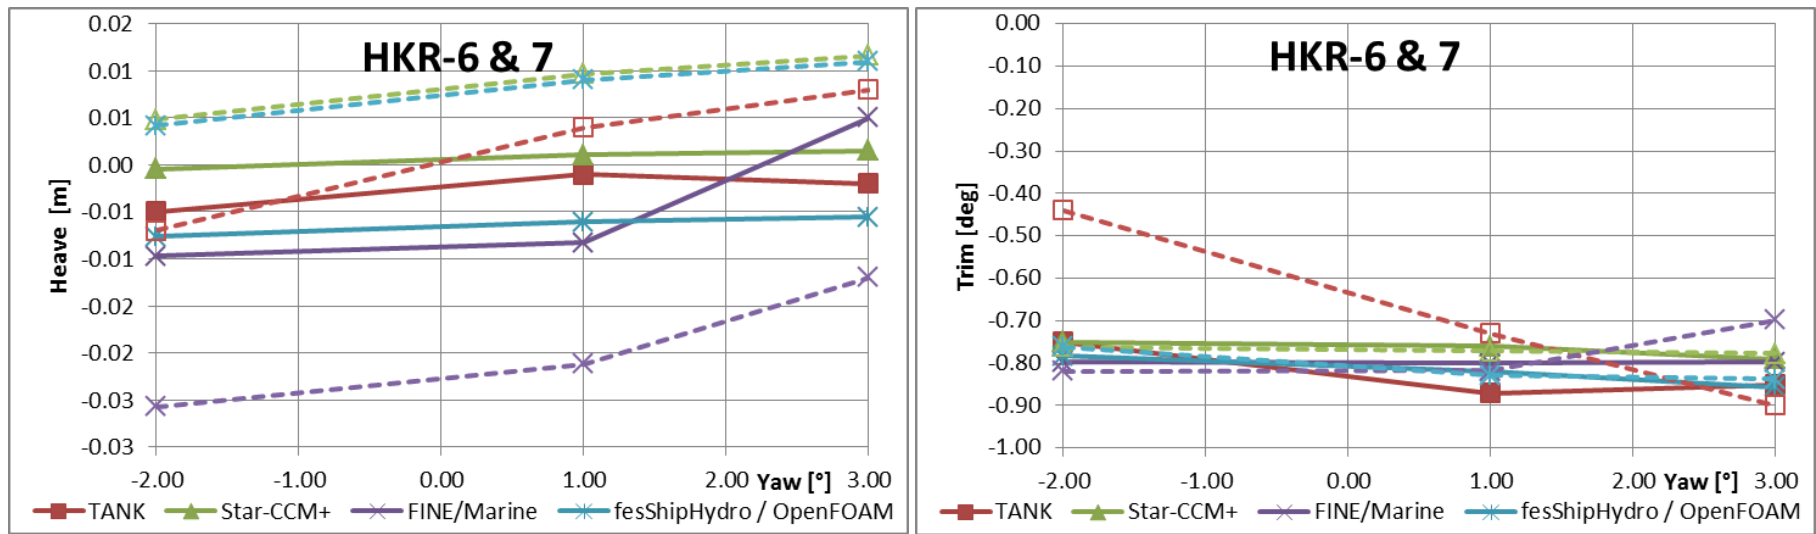 HKR-6 & 7
0.02
0.01
0.01
0.00
-0.01
-0.01
-0.02
-0.02
-0.03
-0.03
Heave [m]
-2.00 -1.00 0.00 1.00 2.00 Yaw [°] 3.00
TANK Star-CCM+ FINE/Marine fesShipHydro / OpenFOAM
HKR-6 & 7
0.00
-0.10
-0.20
-0.30
-0.40
-0.50
-0.60
-0.70
-0.80
-0.90
-1.00
Trim [deg]
-2.00 -1.00 0.00 1.00 2.00 Yaw [°] 3.00
TANK Star-CCM+ FINE/Marine fesShipHydro / OpenFOAM